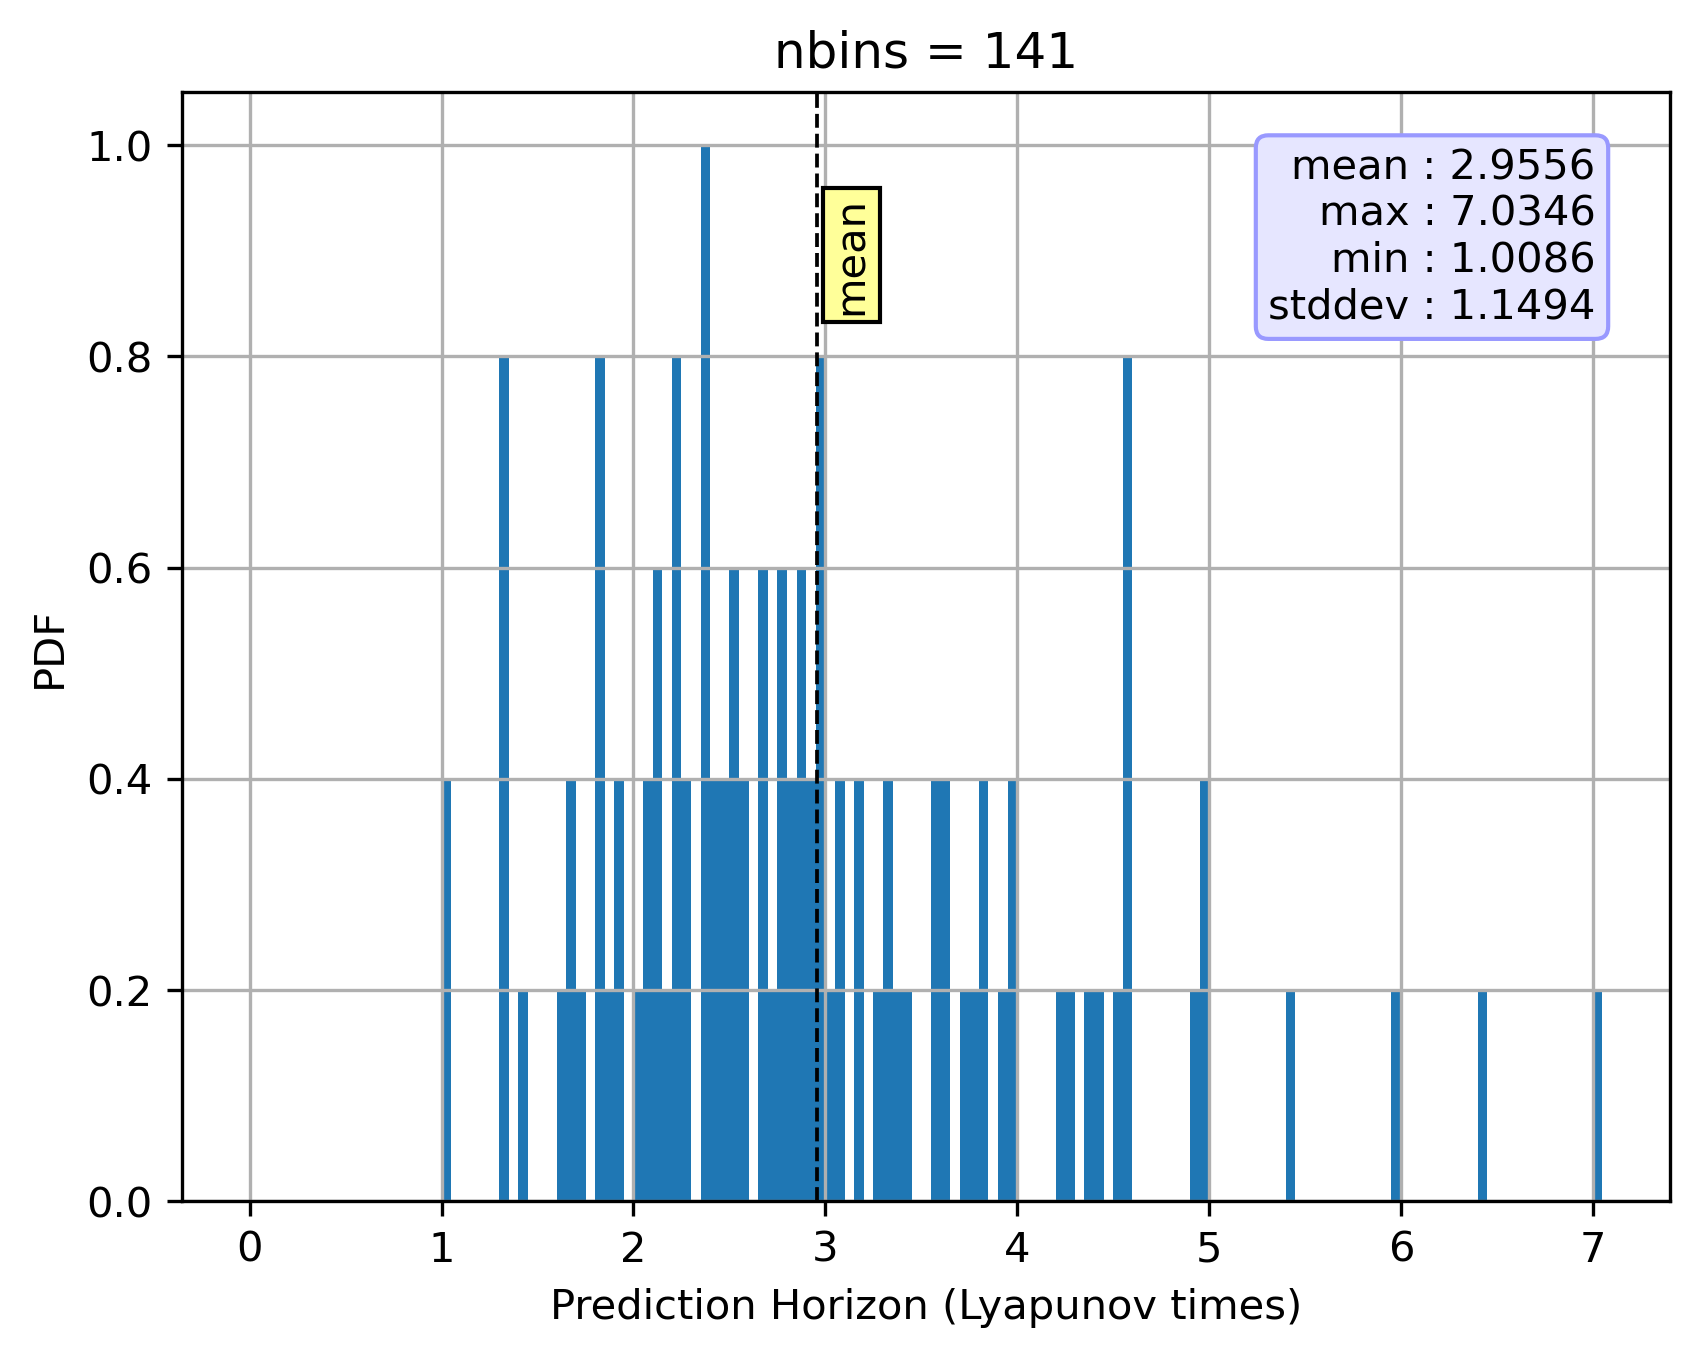 nbins = 141
1.0
0.8
0.6
0.4
0.2
0.0
PDF
mean
mean : 2.9556
max : 7.0346
min : 1.0086
stddev : 1.1494
0 1 2 3 4 5 6 7
Prediction Horizon (Lyapunov times)